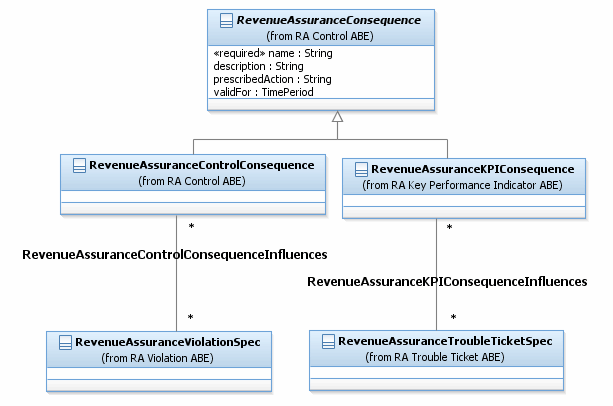 RevenueAssuranceConsequence
(from RA Control ABE)
«required» name : String
description : String
prescribedAction : String
validFor : TimePeriod
RevenueAssuranceControlConsequence
(from RA Control ABE)
RevenueAssuranceKPIConsequence
(from RA Key Performance Indicator ABE)
*
*
RevenueAssuranceControlConsequenceInfluences
RevenueAssuranceKPIConsequenceInfluences
*
*
RevenueAssuranceViolationSpec
(from RA Violation ABE)
RevenueAssuranceTroubleTicketSpec
(from RA Trouble Ticket ABE)